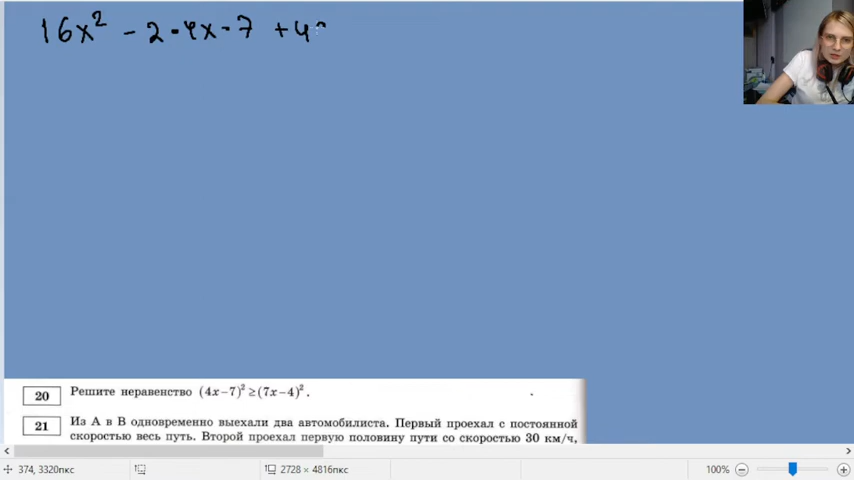 16x² - 2·4x·7 + 4
20 Решите неравенство (4x−7)² ≥ (7x−4)².
21 Из А в В одновременно выехали два автомобилиста. Первый проехал с постоянной
скоростью весь путь. Второй проехал первую половину пути со скоростью 30 км/ч,
374, 3320пкс 2728 × 4816пкс 100%